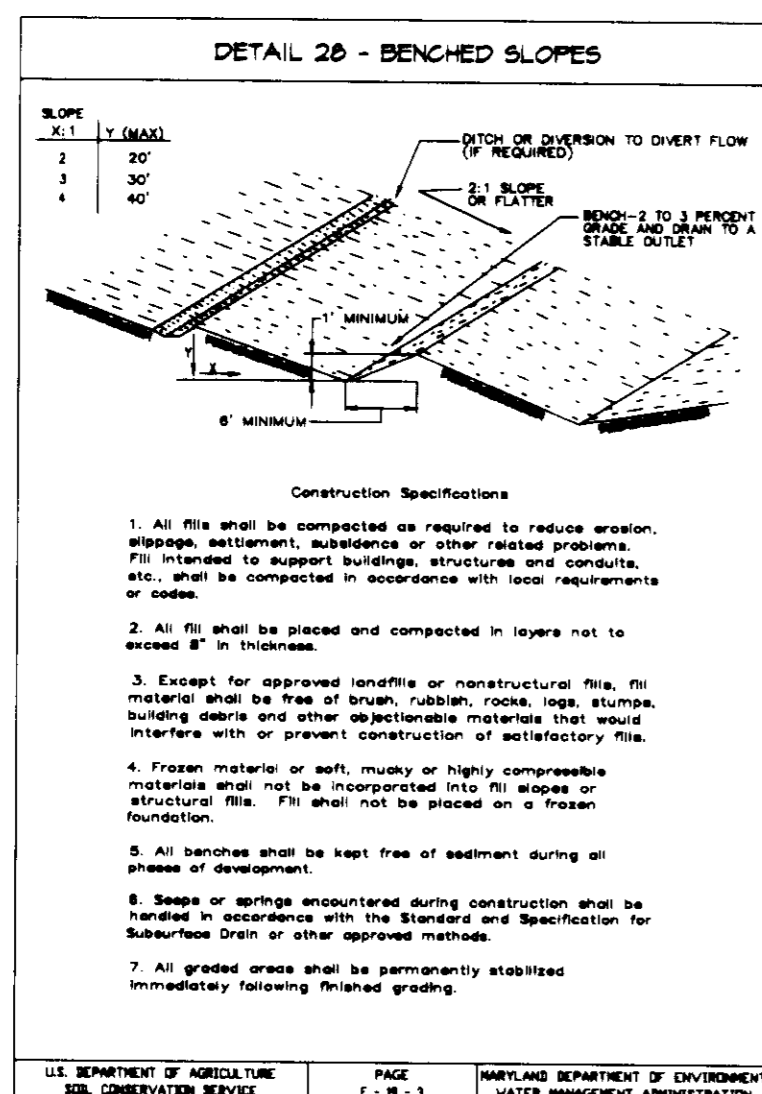 DETAIL 28 - BENCHED SLOPES
SLOPE
X:1 Y (MAX)
2 20'
3 30'
4 40'
DITCH OR DIVERSION TO DIVERT FLOW
(IF REQUIRED)
2:1 SLOPE
OR FLATTER
BENCH-2 TO 3 PERCENT
GRADE AND DRAIN TO A
STABLE OUTLET
1' MINIMUM
Y
X
6' MINIMUM
Construction Specifications
1. All fills shall be compacted as required to reduce erosion,
slippage, settlement, subsidence or other related problems.
Fill intended to support buildings, structures and conduits,
etc., shall be compacted in accordance with local requirements
or codes.
2. All fill shall be placed and compacted in layers not to
exceed 8" in thickness.
3. Except for approved landfills or nonstructural fills, fill
material shall be free of brush, rubbish, rocks, logs, stumps,
building debris and other objectionable materials that would
interfere with or prevent construction of satisfactory fills.
4. Frozen material or soft, mucky or highly compressible
materials shall not be incorporated into fill slopes or
structural fills. Fill shall not be placed on a frozen
foundation.
5. All benches shall be kept free of sediment during all
phases of development.
6. Seeps or springs encountered during construction shall be
handled in accordance with the Standard and Specification for
Subsurface Drain or other approved methods.
7. All graded areas shall be permanently stabilized
immediately following finished grading.
U.S. DEPARTMENT OF AGRICULTURE
SOIL CONSERVATION SERVICE
PAGE
MARYLAND DEPARTMENT OF ENVIRONMENT
WATER MANAGEMENT ADMINISTRATION